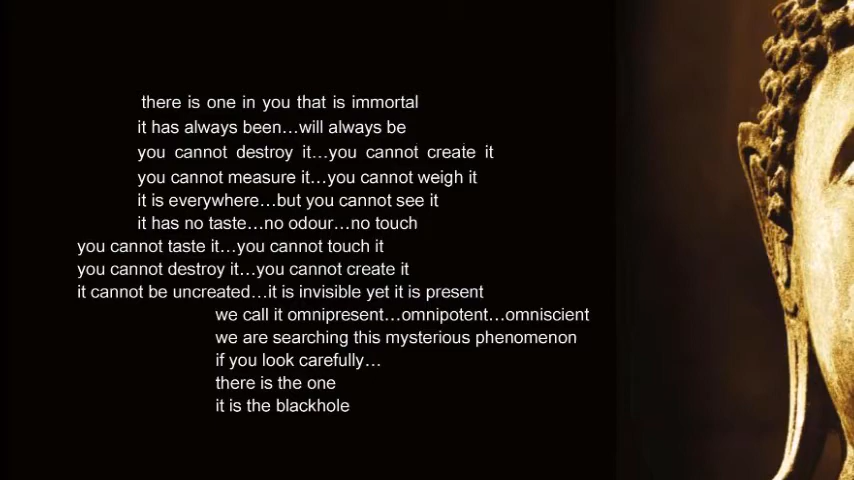 there is one in you that is immortal
it has always been…will always be
you cannot destroy it…you cannot create it
you cannot measure it…you cannot weigh it
it is everywhere…but you cannot see it
it has no taste…no odour…no touch
you cannot taste it…you cannot touch it
you cannot destroy it…you cannot create it
it cannot be uncreated…it is invisible yet it is present
we call it omnipresent…omnipotent…omniscient
we are searching this mysterious phenomenon
if you look carefully…
there is the one
it is the blackhole